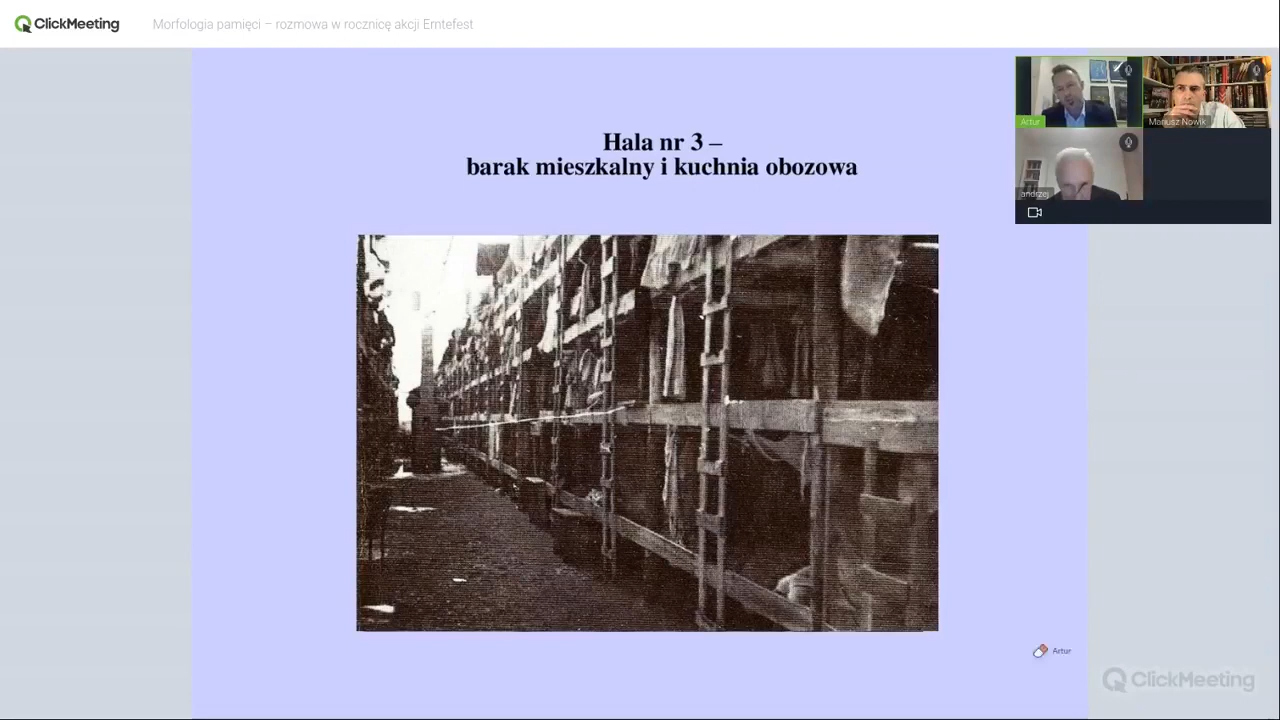 ClickMeeting
Morfologia pamięci – rozmowa w rocznicę akcji Erntefest
Hala nr 3 –
barak mieszkalny i kuchnia obozowa
Artur
Mariusz Nowik
andrzej
Artur
ClickMeeting